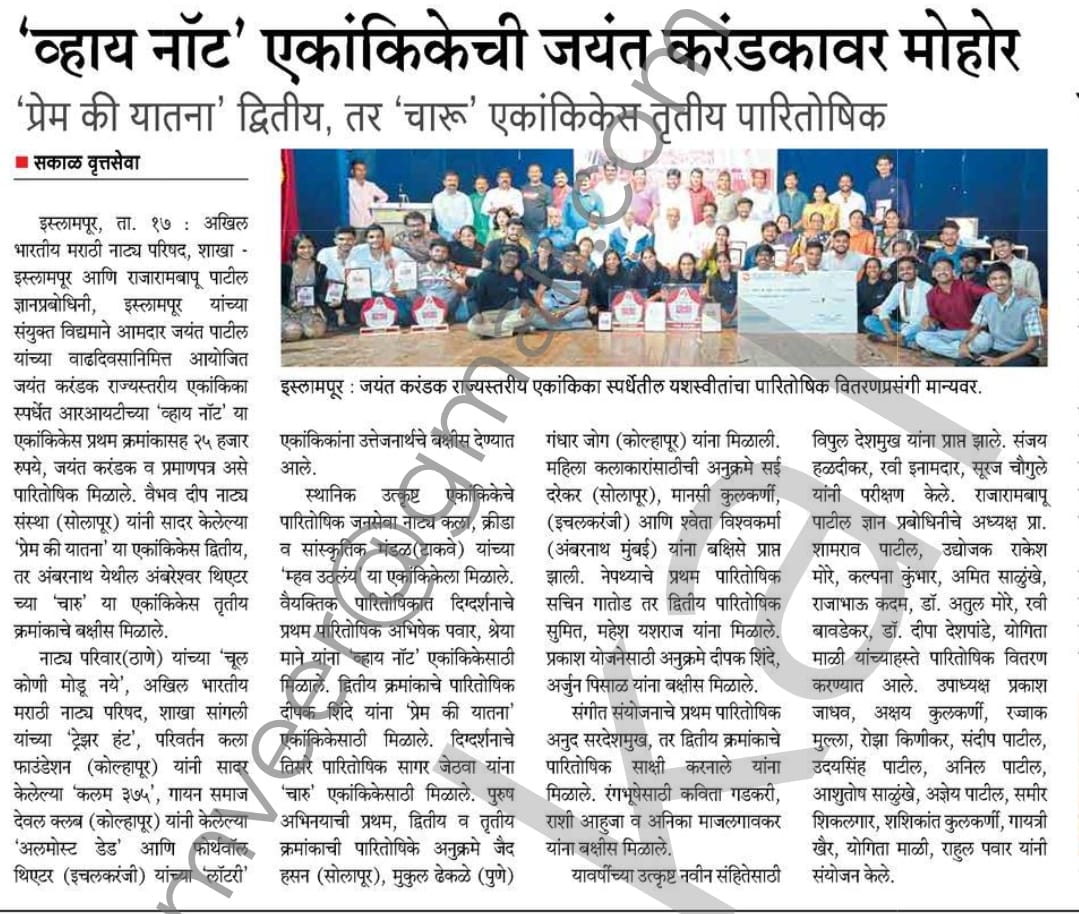 ‘व्हाय नॉट’ एकांकिकेची जयंत करंडकावर मोहोर
‘प्रेम की यातना’ द्वितीय, तर ‘चारू’ एकांकिकेस तृतीय पारितोषिक
सकाळ वृत्तसेवा
इस्लामपूर, ता. १७ : अखिल
भारतीय मराठी नाट्य परिषद, शाखा -
इस्लामपूर आणि राजारामबापू पाटील
ज्ञानप्रबोधिनी, इस्लामपूर यांच्या
संयुक्त विद्यमाने आमदार जयंत पाटील
यांच्या वाढदिवसानिमित्त आयोजित
जयंत करंडक राज्यस्तरीय एकांकिका
स्पर्धेत आरआयटीच्या ‘व्हाय नॉट’ या
एकांकिकेस प्रथम क्रमांकासह २५ हजार
रुपये, जयंत करंडक व प्रमाणपत्र असे
पारितोषिक मिळाले. वैभव दीप नाट्य
संस्था (सोलापूर) यांनी सादर केलेल्या
‘प्रेम की यातना’ या एकांकिकेस द्वितीय,
तर अंबरनाथ येथील अंबरेश्वर थिएटर
च्या ‘चारु’ या एकांकिकेस तृतीय
क्रमांकाचे बक्षीस मिळाले.
नाट्य परिवार(ठाणे) यांच्या ‘चूल
कोणी मोडू नये’, अखिल भारतीय
मराठी नाट्य परिषद, शाखा सांगली
यांच्या ‘ट्रेझर हंट’, परिवर्तन कला
फाउंडेशन (कोल्हापूर) यांनी सादर
केलेल्या ‘कलम ३७५’, गायन समाज
देवल क्लब (कोल्हापूर) यांनी केलेल्या
‘अलमोस्ट डेड’ आणि फोर्थवॉल
थिएटर (इचलकरंजी) यांच्या ‘लॉटरी’
इस्लामपूर : जयंत करंडक राज्यस्तरीय एकांकिका स्पर्धेतील यशस्वीतांचा पारितोषिक वितरणप्रसंगी मान्यवर.
एकांकिकांना उत्तेजनार्थचे बक्षीस देण्यात
आले.
स्थानिक उत्कृष्ट एकांकिकेचे
पारितोषिक जनसेवा नाट्य कला, क्रीडा
व सांस्कृतिक मंडळ(टाकवे) यांच्या
‘म्हव उठलंय’ या एकांकिकेला मिळाले.
वैयक्तिक पारितोषिकात दिग्दर्शनाचे
प्रथम पारितोषिक अभिषेक पवार, श्रेया
माने यांना ‘व्हाय नॉट’ एकांकिकेसाठी
मिळाले. द्वितीय क्रमांकाचे पारितोषिक
दीपक शिंदे यांना ‘प्रेम की यातना’
एकांकिकेसाठी मिळाले. दिग्दर्शनाचे
तिसरे पारितोषिक सागर जेठवा यांना
‘चारु’ एकांकिकेसाठी मिळाले. पुरुष
अभिनयाची प्रथम, द्वितीय व तृतीय
क्रमांकाची पारितोषिके अनुक्रमे जैद
हसन (सोलापूर), मुकुल ढेकळे (पुणे)
गंधार जोग (कोल्हापूर) यांना मिळाली.
महिला कलाकारांसाठीची अनुक्रमे सई
दरेकर (सोलापूर), मानसी कुलकर्णी,
(इचलकरंजी) आणि श्वेता विश्वकर्मा
(अंबरनाथ मुंबई) यांना बक्षिसे प्राप्त
झाली. नेपथ्याचे प्रथम पारितोषिक
सचिन गातोड तर द्वितीय पारितोषिक
सुमित, महेश यशराज यांना मिळाले.
प्रकाश योजनेसाठी अनुक्रमे दीपक शिंदे,
अर्जुन पिसाळ यांना बक्षीस मिळाले.
संगीत संयोजनाचे प्रथम पारितोषिक
अनुद सरदेशमुख, तर द्वितीय क्रमांकाचे
पारितोषिक साक्षी करनाले यांना
मिळाले. रंगभूषेसाठी कविता गडकरी,
राशी आहुजा व अनिका माजलगावकर
यांना बक्षीस मिळाले.
यावर्षीच्या उत्कृष्ट नवीन संहितेसाठी
विपुल देशमुख यांना प्राप्त झाले. संजय
हळदीकर, रवी इनामदार, सूरज चौगुले
यांनी परीक्षण केले. राजारामबापू
पाटील ज्ञान प्रबोधिनीचे अध्यक्ष प्रा.
शामराव पाटील, उद्योजक राकेश
मोरे, कल्पना कुंभार, अमित साळुंखे,
राजाभाऊ कदम, डॉ. अतुल मोरे, रवी
बावडेकर, डॉ. दीपा देशपांडे, योगिता
माळी यांच्याहस्ते पारितोषिक वितरण
करण्यात आले. उपाध्यक्ष प्रकाश
जाधव, अक्षय कुलकर्णी, रज्जाक
मुल्ला, रोझा किणीकर, संदीप पाटील,
उदयसिंह पाटील, अनिल पाटील,
आशुतोष साळुंखे, अज्ञेय पाटील, समीर
शिकलगार, शशिकांत कुलकर्णी, गायत्री
खैर, योगिता माळी, राहुल पवार यांनी
संयोजन केले.